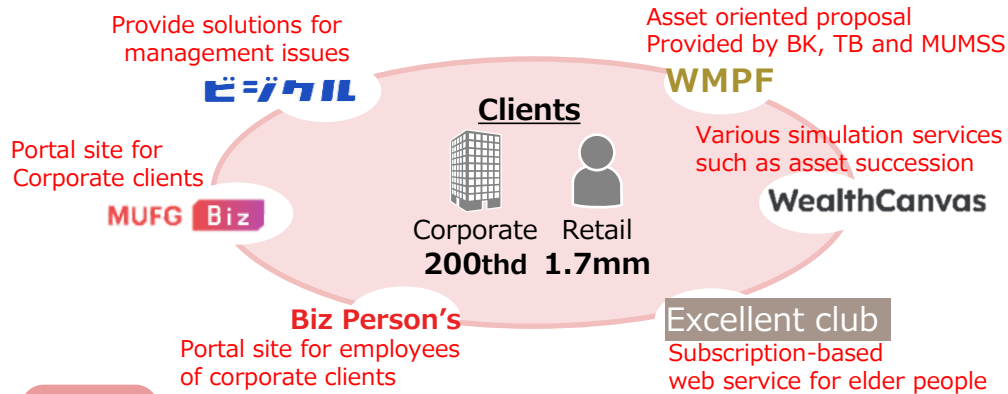 Provide solutions for
management issues
ビジクル
Asset oriented proposal
Provided by BK, TB and MUMSS
WMPF
Clients
Various simulation services
such as asset succession
WealthCanvas
Portal site for
Corporate clients
MUFG Biz
Corporate Retail
200thd 1.7mm
Biz Person’s
Portal site for employees
of corporate clients
Excellent club
Subscription-based
web service for elder people